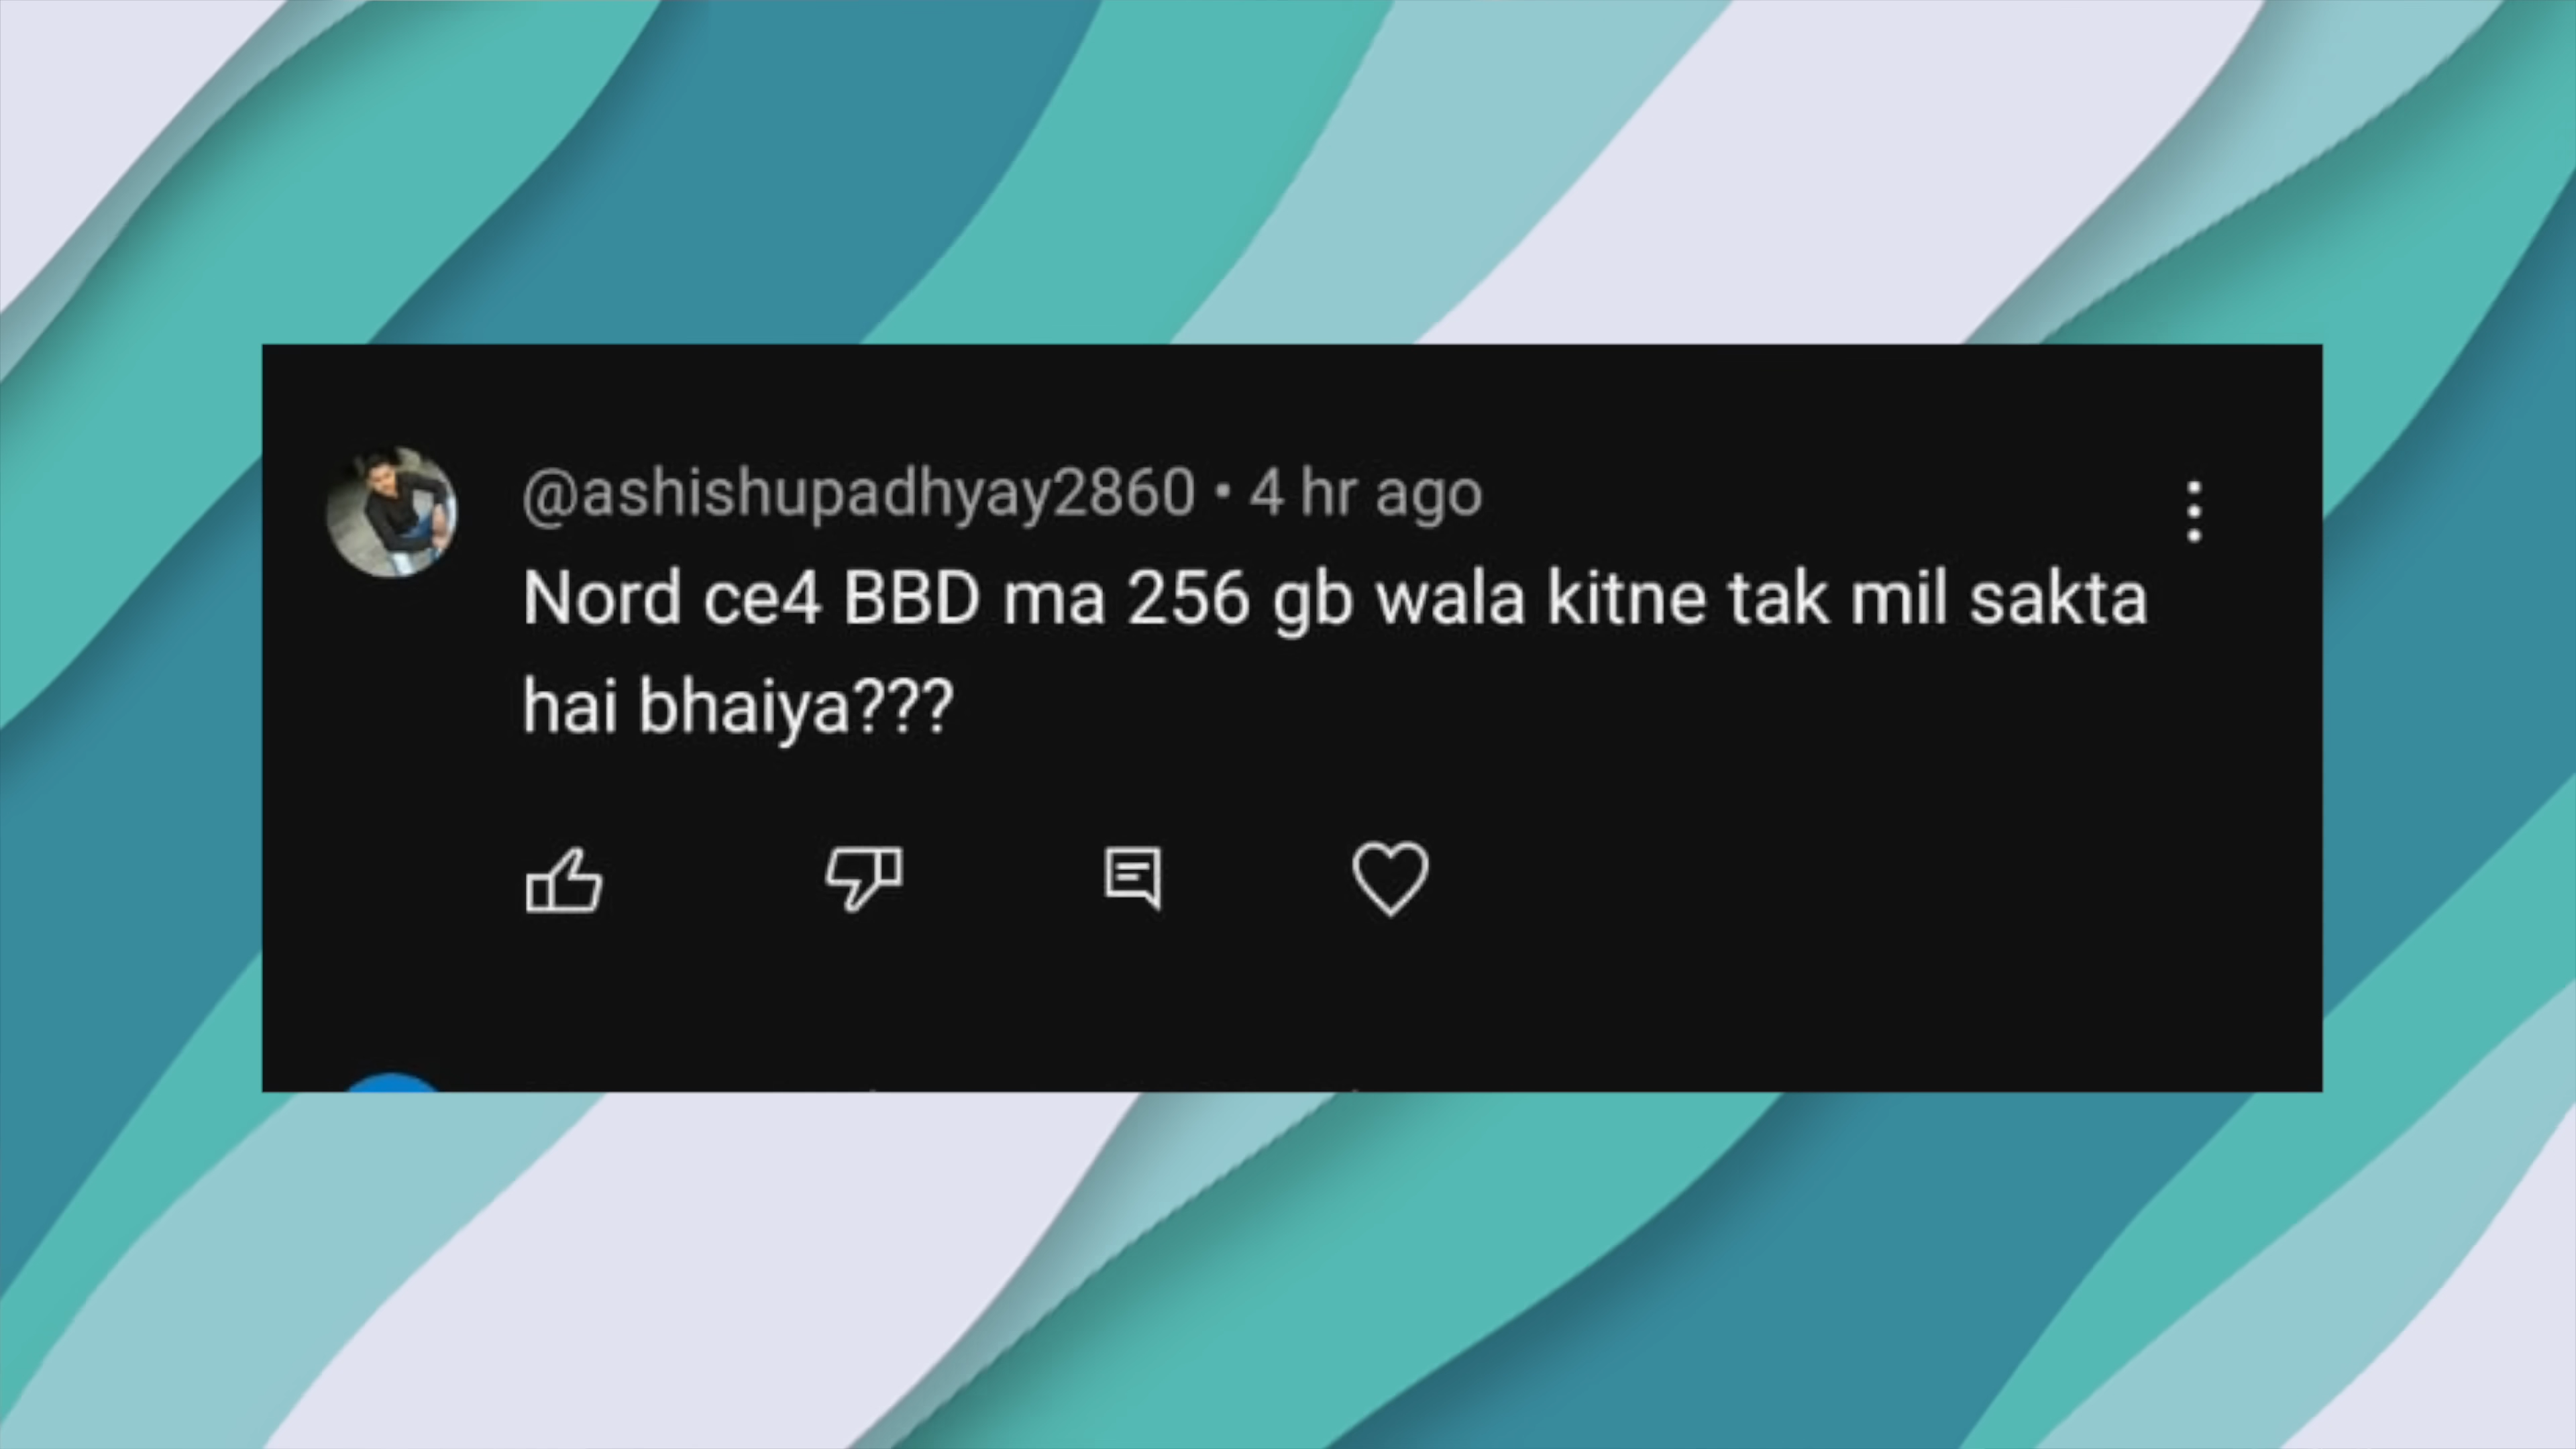 @ashishupadhyay2860 • 4 hr ago
Nord ce4 BBD ma 256 gb wala kitne tak mil sakta
hai bhaiya???